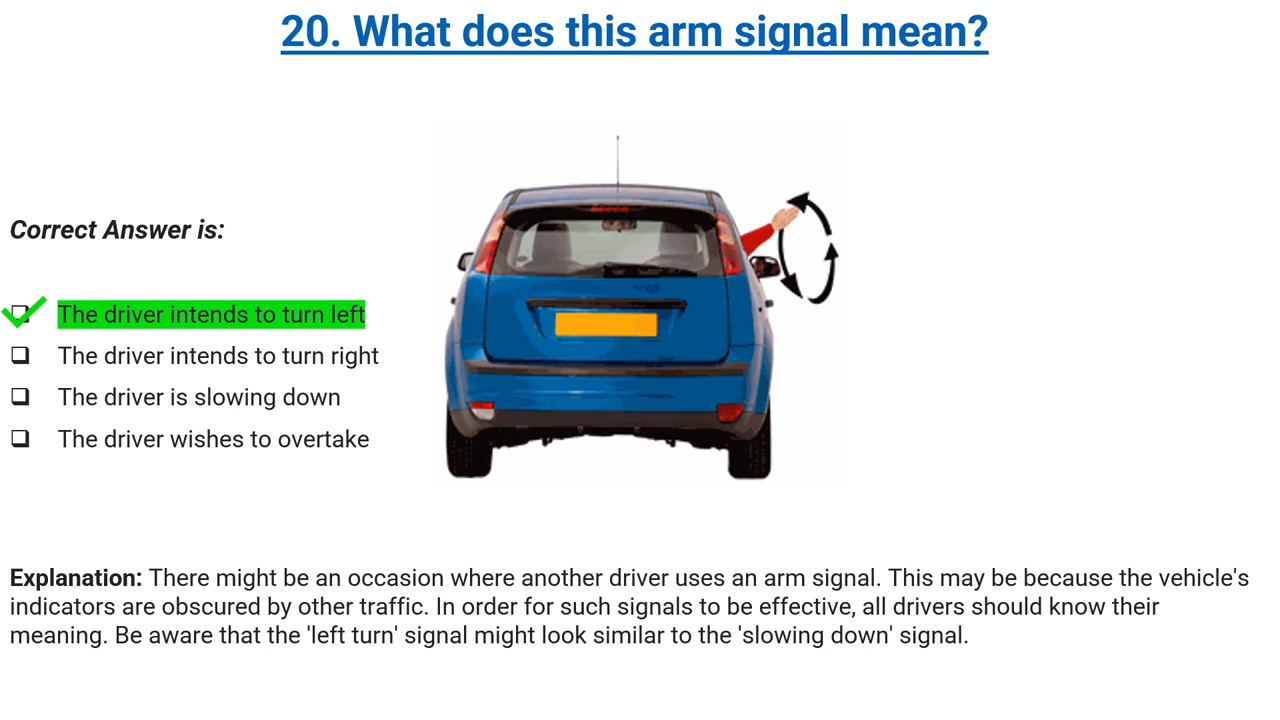 20. What does this arm signal mean?
Correct Answer is:
The driver intends to turn left
The driver intends to turn right
The driver is slowing down
The driver wishes to overtake
Explanation: There might be an occasion where another driver uses an arm signal. This may be because the vehicle's
indicators are obscured by other traffic. In order for such signals to be effective, all drivers should know their
meaning. Be aware that the 'left turn' signal might look similar to the 'slowing down' signal.